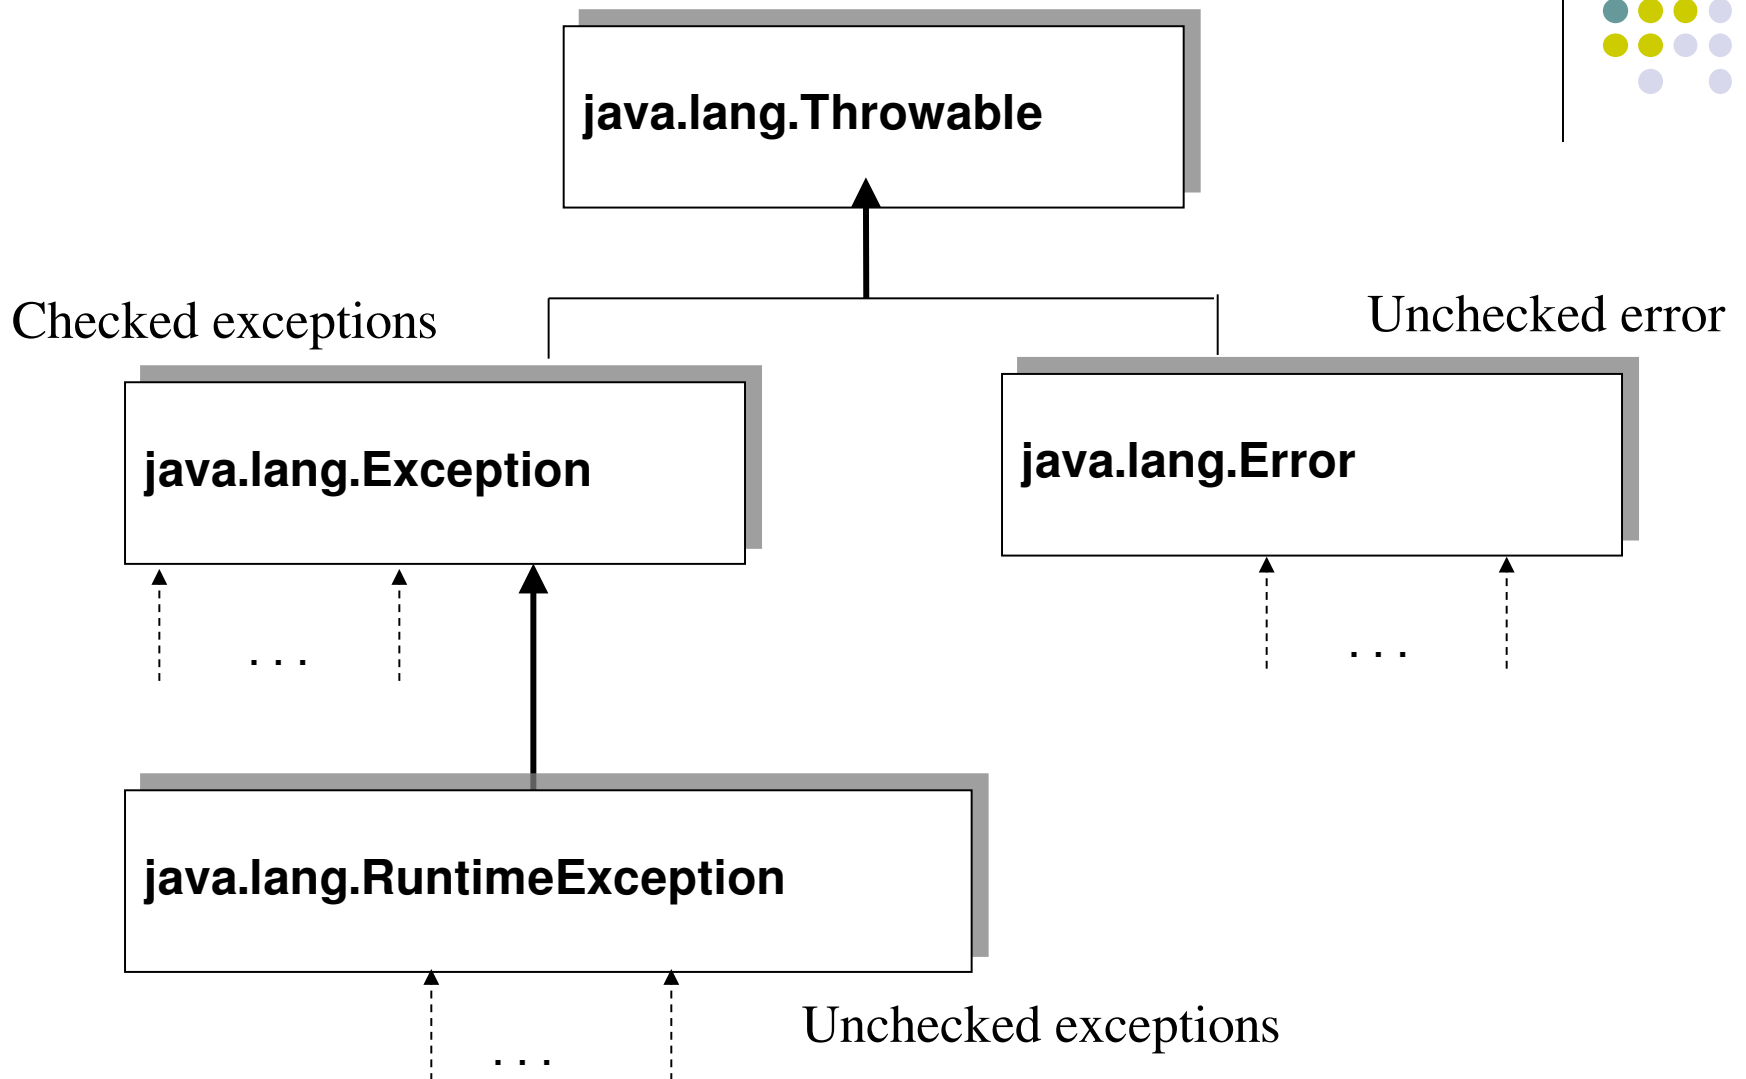 java.lang.Throwable
Checked exceptions
Unchecked error
java.lang.Exception
java.lang.Error
. . .
. . .
java.lang.RuntimeException
Unchecked exceptions
. . .